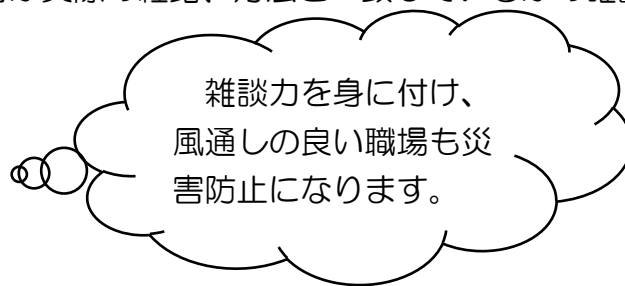 雑談力を身に付け、
風通しの良い職場も災
害防止になります。